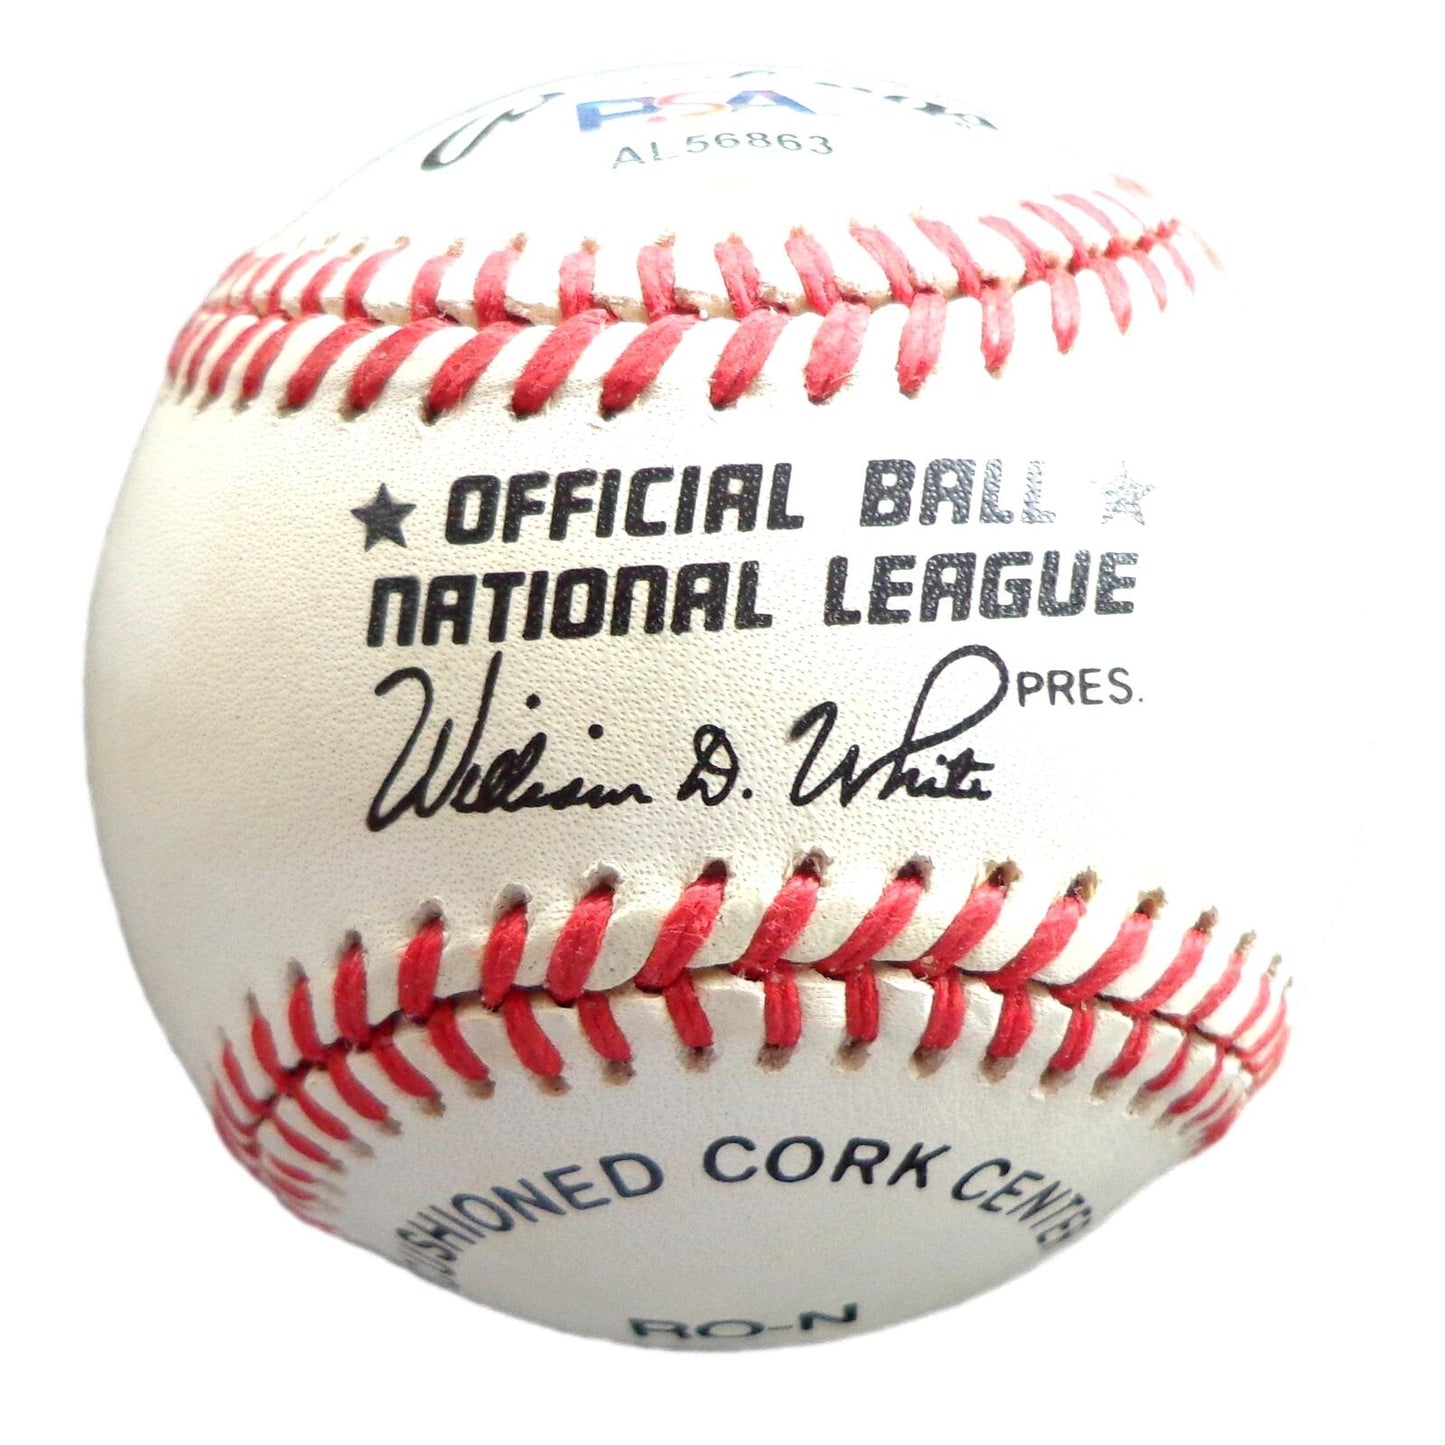 PSA
AL56863
OFFICIAL BALL
NATIONAL LEAGUE
William D. White PRES.
CUSHIONED CORK CENTER
RO-N